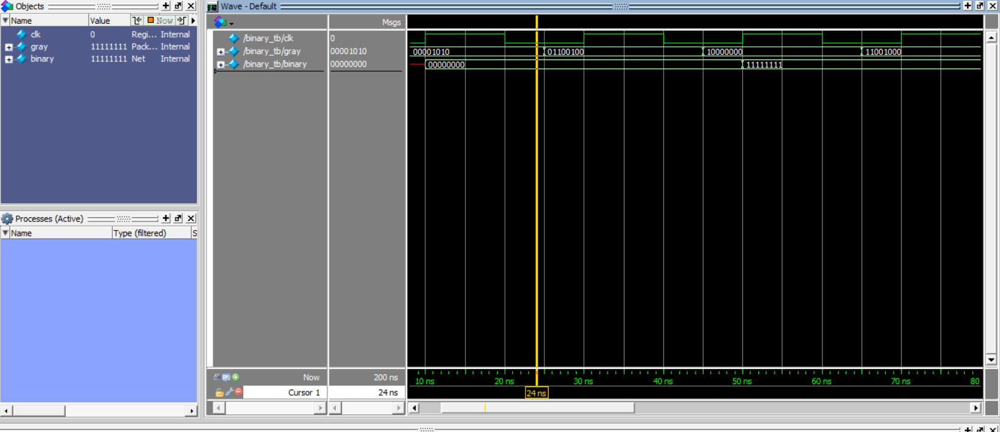 Objects
Name Value Now
clk 0 Regi... Internal
gray 11111111 Pack... Internal
binary 11111111 Net Internal
Processes (Active)
Name Type (filtered) S
Wave - Default
Msgs
/binary_tb/clk 0
/binary_tb/gray 00001010 00001010 01100100 10000000 11001000
/binary_tb/binary 00000000 00000000 11111111
Now 200 ns 10 ns 20 ns 30 ns 40 ns 50 ns 60 ns 70 ns 80
Cursor 1 24 ns 24 ns